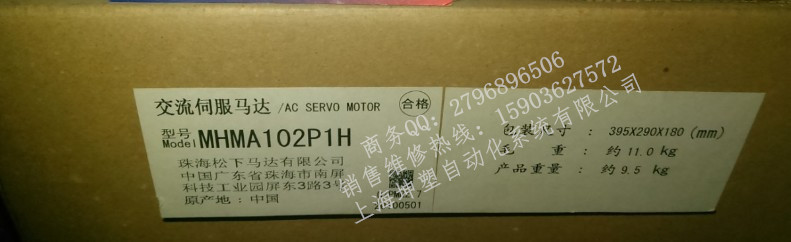 交流伺服马达 /AC SERVO MOTOR 合格
型号 Model MHMA102P1H
珠海松下马达有限公司
中国广东省珠海市南屏
科技工业园屏东3路3号
原产地：中国
包装尺寸： 395X290X180 (mm)
毛 重 ： 约 11.0 kg
产品重量： 约 9.5 kg
商务QQ：2796896506
销售维修热线：15903627572
上海坤塑自动化系统有限公司